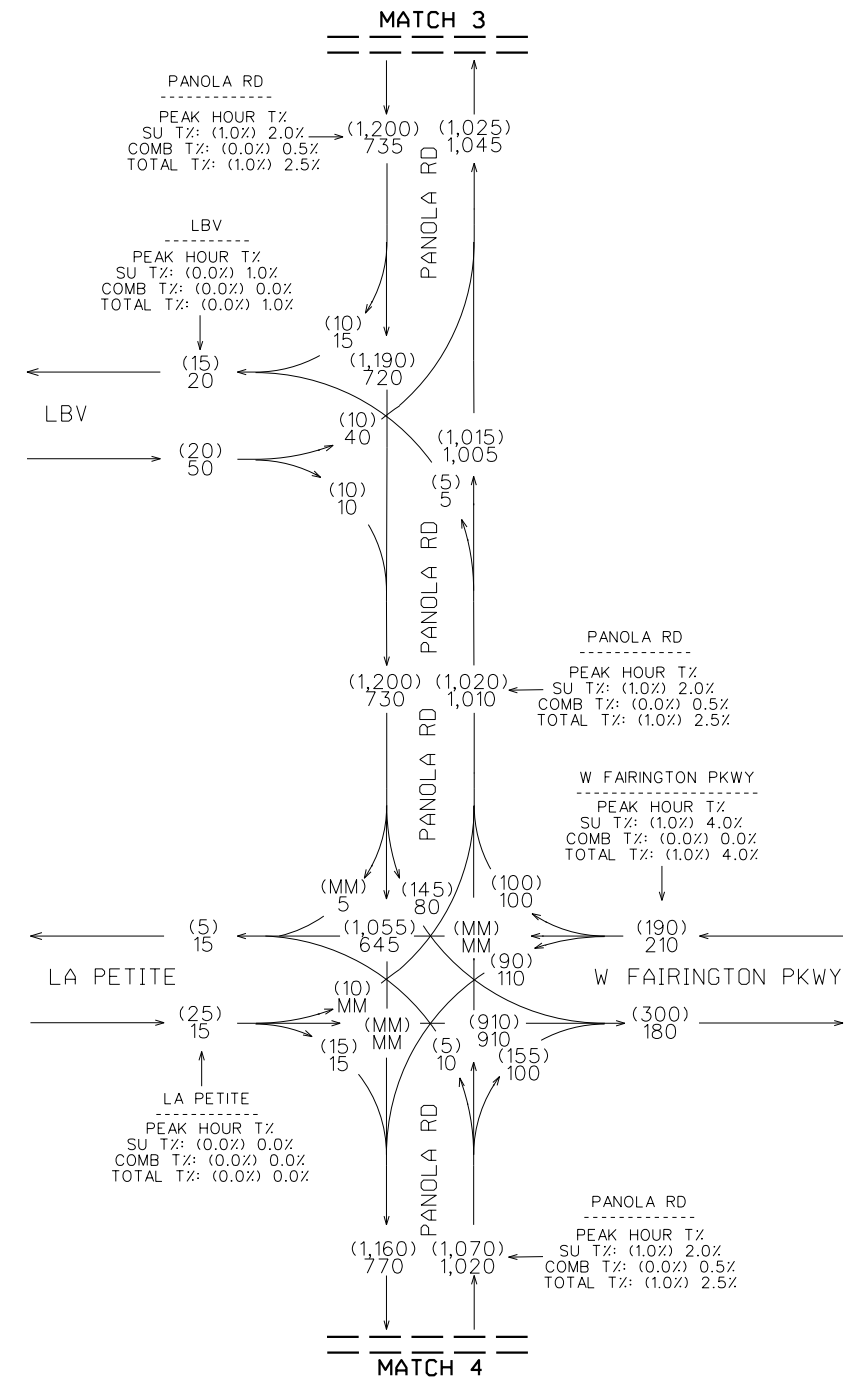 MATCH 3
PANOLA RD
PEAK HOUR T%
SU T%: (1.0%) 2.0%
COMB T%: (0.0%) 0.5%
TOTAL T%: (1.0%) 2.5%
(1,200)
735
(1,025)
1,045
PANOLA RD
LBV
PEAK HOUR T%
SU T%: (0.0%) 1.0%
COMB T%: (0.0%) 0.0%
TOTAL T%: (0.0%) 1.0%
(10)
15
(15)
20
(1,190)
720
LBV
(10)
40
(1,015)
1,005
(20)
50
(10)
10
(5)
5
PANOLA RD
PANOLA RD
PEAK HOUR T%
SU T%: (1.0%) 2.0%
COMB T%: (0.0%) 0.5%
TOTAL T%: (1.0%) 2.5%
(1,200)
730
(1,020)
1,010
PANOLA RD
W FAIRINGTON PKWY
PEAK HOUR T%
SU T%: (1.0%) 4.0%
COMB T%: (0.0%) 0.0%
TOTAL T%: (1.0%) 4.0%
(MM)
5
(145)
80
(100)
100
(5)
15
(1,055)
645
(MM)
MM
(190)
210
(90)
110
LA PETITE
W FAIRINGTON PKWY
(10)
MM
(25)
15
(MM)
MM
(910)
910
(300)
180
(15)
15
(5)
10
(155)
100
LA PETITE
PEAK HOUR T%
SU T%: (0.0%) 0.0%
COMB T%: (0.0%) 0.0%
TOTAL T%: (0.0%) 0.0%
PANOLA RD
PANOLA RD
PEAK HOUR T%
SU T%: (1.0%) 2.0%
COMB T%: (0.0%) 0.5%
TOTAL T%: (1.0%) 2.5%
(1,160)
770
(1,070)
1,020
MATCH 4